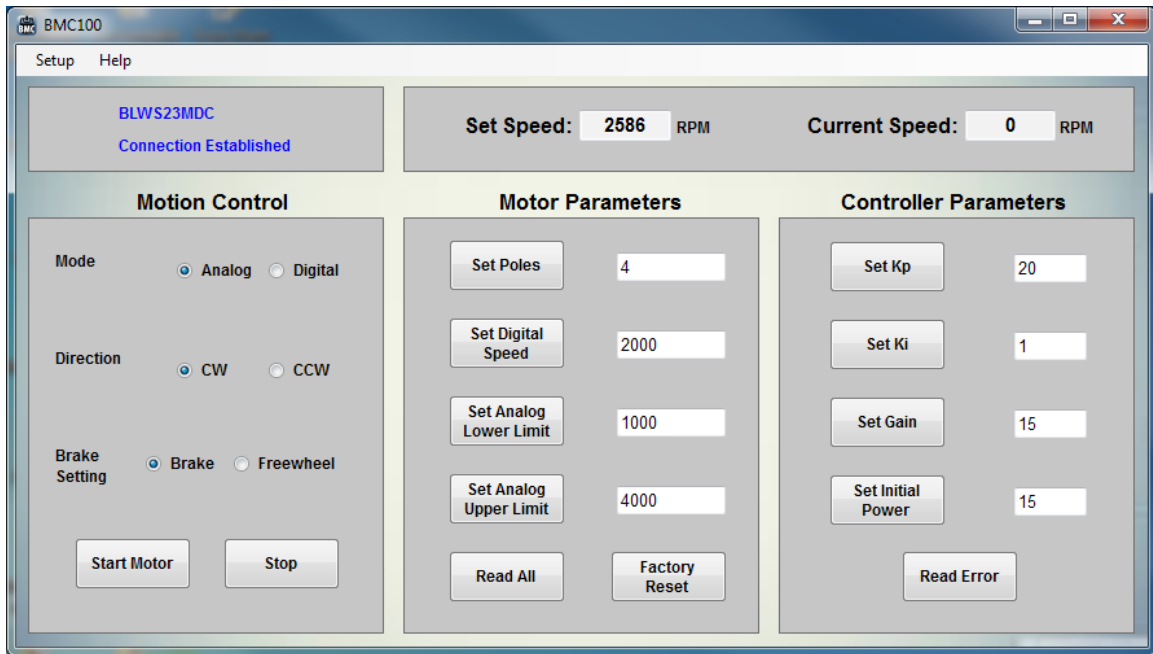 BMC BMC100
Setup Help
BLWS23MDC
Connection Established
Set Speed: 2586 RPM Current Speed: 0 RPM
Motion Control
Mode Analog Digital
Direction CW CCW
Brake
Setting
Brake Freewheel
Start Motor Stop
Motor Parameters
Set Poles 4
Set Digital
Speed
2000
Set Analog
Lower Limit
1000
Set Analog
Upper Limit
4000
Read All
Factory
Reset
Controller Parameters
Set Kp 20
Set Ki 1
Set Gain 15
Set Initial
Power
15
Read Error